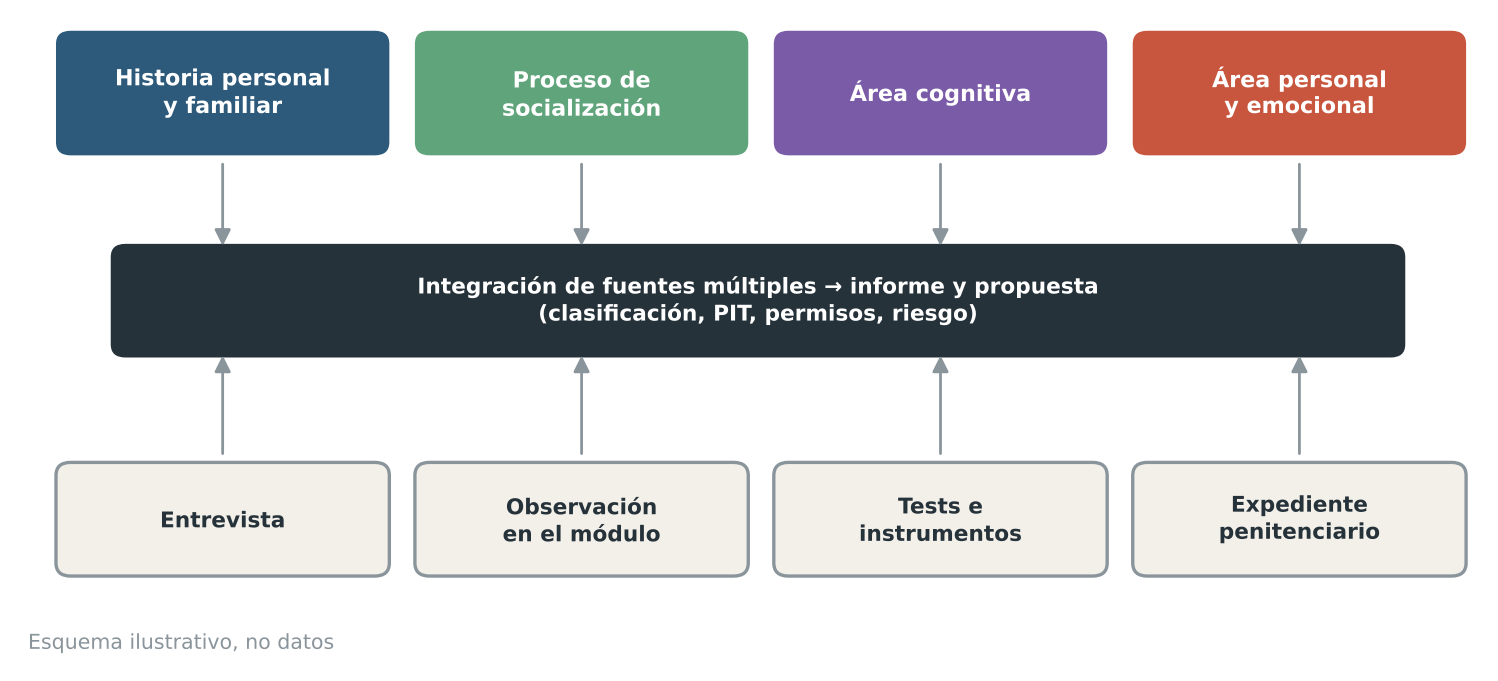 Historia personal
y familiar
Proceso de
socialización
Área cognitiva
Área personal
y emocional
Integración de fuentes múltiples → informe y propuesta
(clasificación, PIT, permisos, riesgo)
Entrevista
Observación
en el módulo
Tests e
instrumentos
Expediente
penitenciario
Esquema ilustrativo, no datos